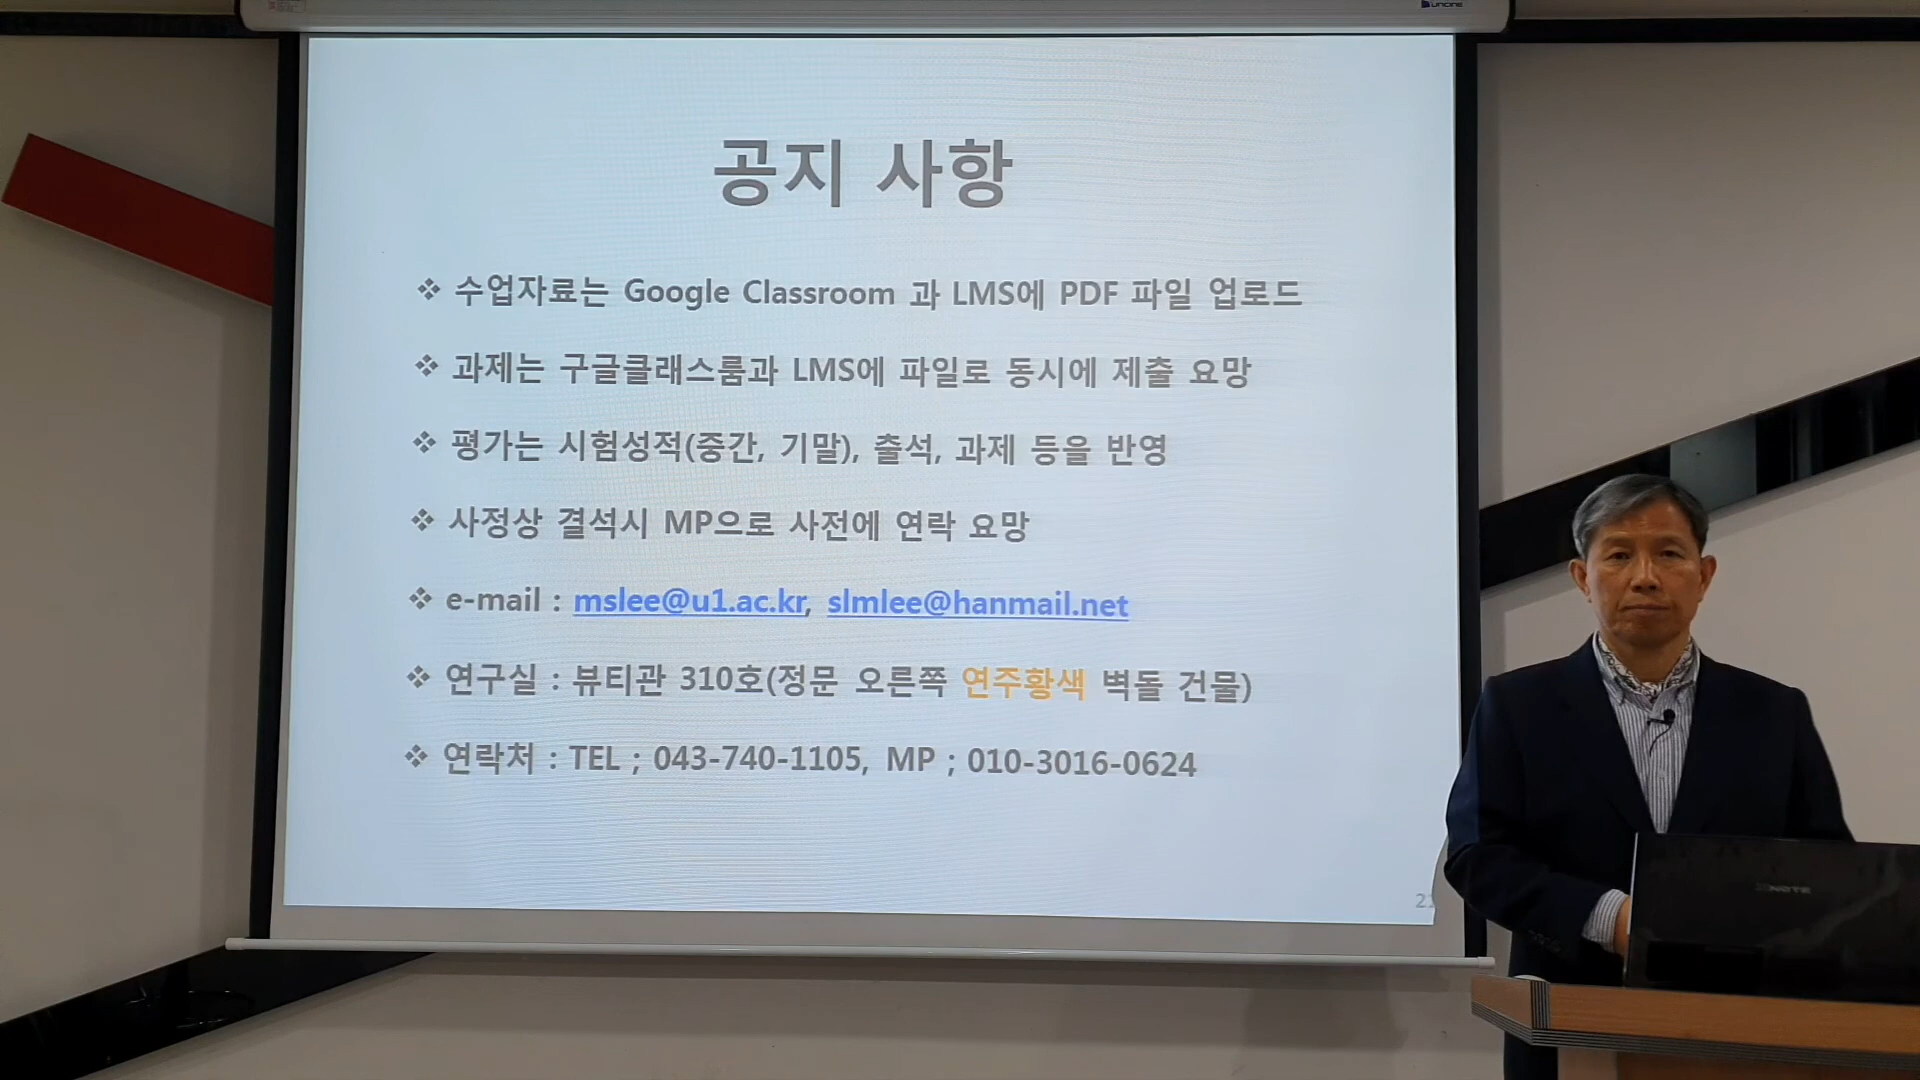 공지 사항
❖ 수업자료는 Google Classroom 과 LMS에 PDF 파일 업로드
❖ 과제는 구글클래스룸과 LMS에 파일로 동시에 제출 요망
❖ 평가는 시험성적(중간, 기말), 출석, 과제 등을 반영
❖ 사정상 결석시 MP으로 사전에 연락 요망
❖ e-mail : mslee@u1.ac.kr, slmlee@hanmail.net
❖ 연구실 : 뷰티관 310호(정문 오른쪽 연주황색 벽돌 건물)
❖ 연락처 : TEL ; 043-740-1105, MP ; 010-3016-0624